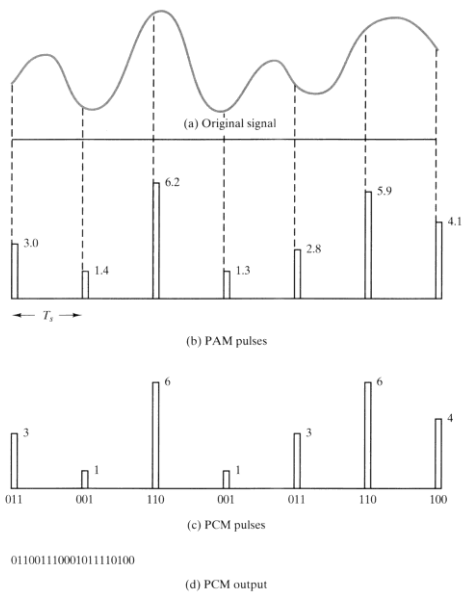 (a) Original signal
3.0
1.4
6.2
1.3
2.8
5.9
4.1
Ts
(b) PAM pulses
3
1
6
1
3
6
4
011 001 110 001 011 110 100
(c) PCM pulses
011001110001011110100
(d) PCM output